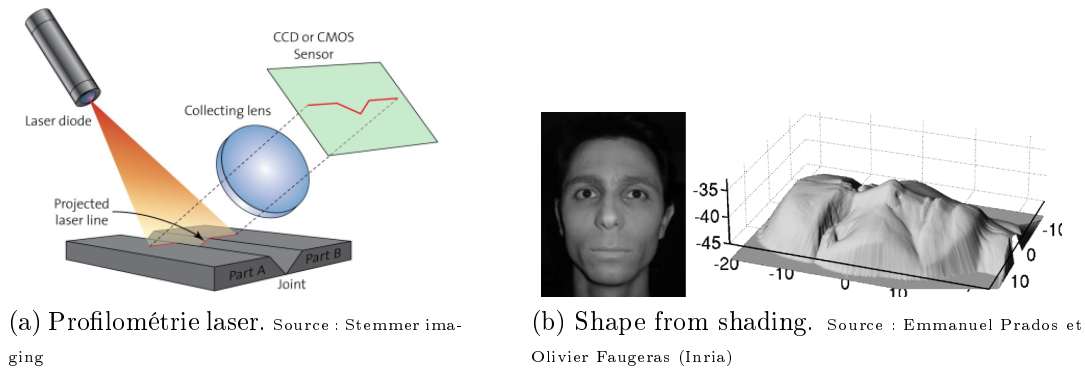 CCD or CMOS
Sensor
Collecting lens
Laser diode
Projected
laser line
Part A
Part B
Joint
(a) Profilométrie laser. Source : Stemmer ima-
ging
-35
-40
-45
-20
-10
0
10
-10
0
10
(b) Shape from shading. Source : Emmanuel Prados et
Olivier Faugeras (Inria)